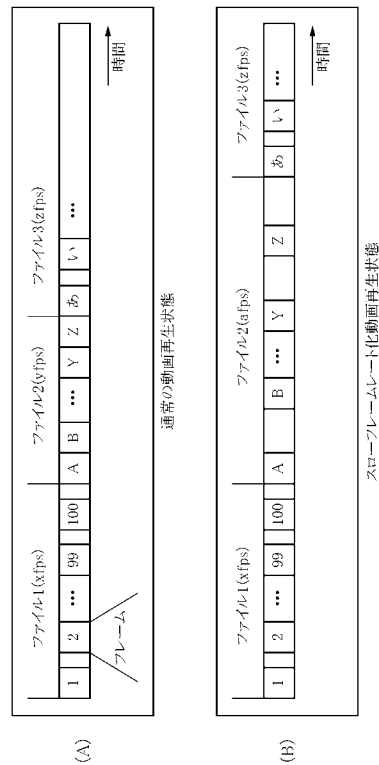 (A)
ファイル1(xfps) ファイル2(yfps) ファイル3(zfps)
1 2 … 99 100 A B … Y Z あ い …
フレーム
時間
通常の動画再生状態
(B)
ファイル1(xfps) ファイル2(afps) ファイル3(zfps)
1 2 … 99 100 A B … Y Z あ い …
時間
スローフレームレート化動画再生状態